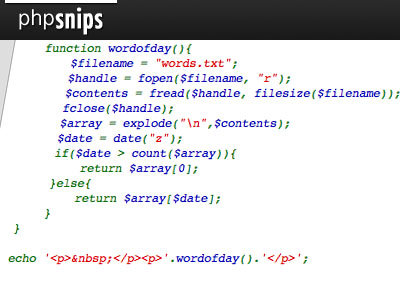 phpsnips
function wordofday(){
$filename = "words.txt";
$handle = fopen($filename, "r");
$contents = fread($handle, filesize($filename));
fclose($handle);
$array = explode("\n",$contents);
$date = date("z");
if($date > count($array)){
return $array[0];
}else{
return $array[$date];
}
}
echo '<p>&nbsp;</p><p>'.wordofday().'</p>';